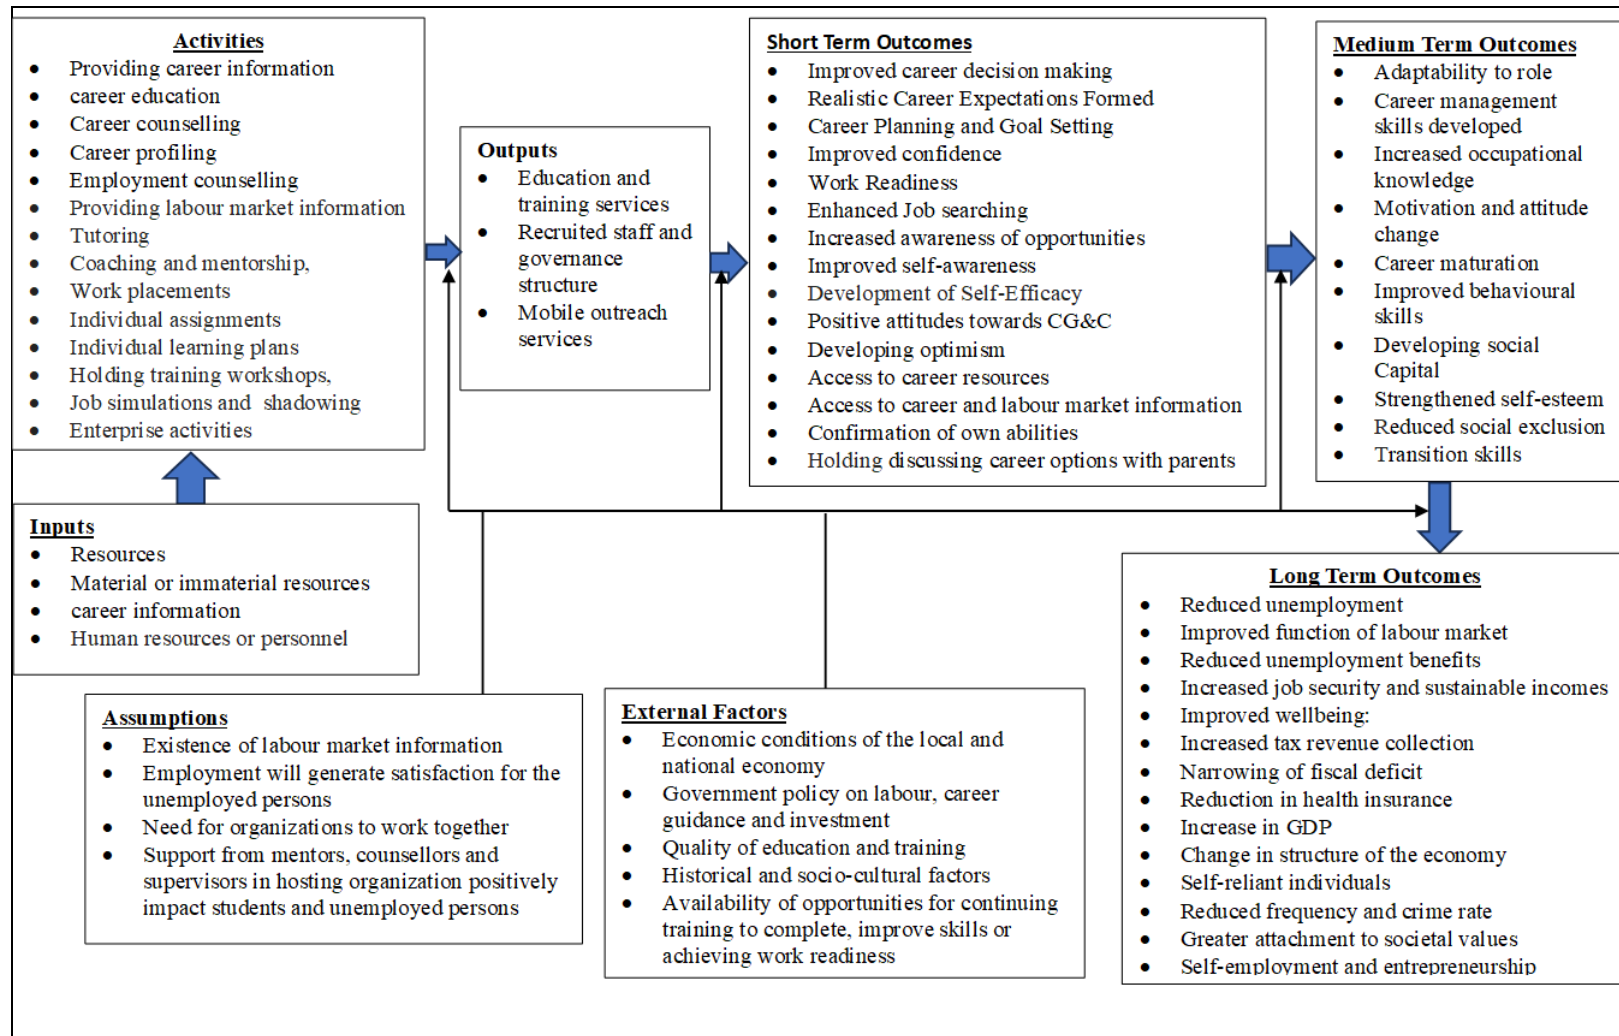 Activities
• Providing career information
• career education
• Career counselling
• Career profiling
• Employment counselling
• Providing labour market information
• Tutoring
• Coaching and mentorship,
• Work placements
• Individual assignments
• Individual learning plans
• Holding training workshops,
• Job simulations and shadowing
• Enterprise activities
Outputs
• Education and
training services
• Recruited staff and
governance
structure
• Mobile outreach
services
Short Term Outcomes
• Improved career decision making
• Realistic Career Expectations Formed
• Career Planning and Goal Setting
• Improved confidence
• Work Readiness
• Enhanced Job searching
• Increased awareness of opportunities
• Improved self-awareness
• Development of Self-Efficacy
• Positive attitudes towards CG&C
• Developing optimism
• Access to career resources
• Access to career and labour market information
• Confirmation of own abilities
• Holding discussing career options with parents
Medium Term Outcomes
• Adaptability to role
• Career management
skills developed
• Increased occupational
knowledge
• Motivation and attitude
change
• Career maturation
• Improved behavioural
skills
• Developing social
Capital
• Strengthened self-esteem
• Reduced social exclusion
• Transition skills
Inputs
• Resources
• Material or immaterial resources
• career information
• Human resources or personnel
Assumptions
• Existence of labour market information
• Employment will generate satisfaction for the
unemployed persons
• Need for organizations to work together
• Support from mentors, counsellors and
supervisors in hosting organization positively
impact students and unemployed persons
External Factors
• Economic conditions of the local and
national economy
• Government policy on labour, career
guidance and investment
• Quality of education and training
• Historical and socio-cultural factors
• Availability of opportunities for continuing
training to complete, improve skills or
achieving work readiness
Long Term Outcomes
• Reduced unemployment
• Improved function of labour market
• Reduced unemployment benefits
• Increased job security and sustainable incomes
• Improved wellbeing:
• Increased tax revenue collection
• Narrowing of fiscal deficit
• Reduction in health insurance
• Increase in GDP
• Change in structure of the economy
• Self-reliant individuals
• Reduced frequency and crime rate
• Greater attachment to societal values
• Self-employment and entrepreneurship